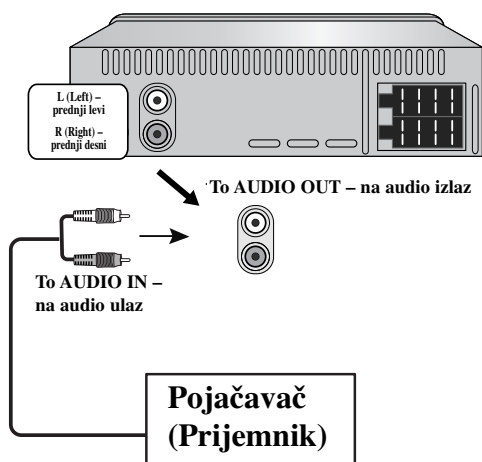 L (Left) –
prednji levi
R (Right) –
prednji desni
To AUDIO OUT – na audio izlaz
To AUDIO IN –
na audio ulaz
Pojačavač
(Prijemnik)